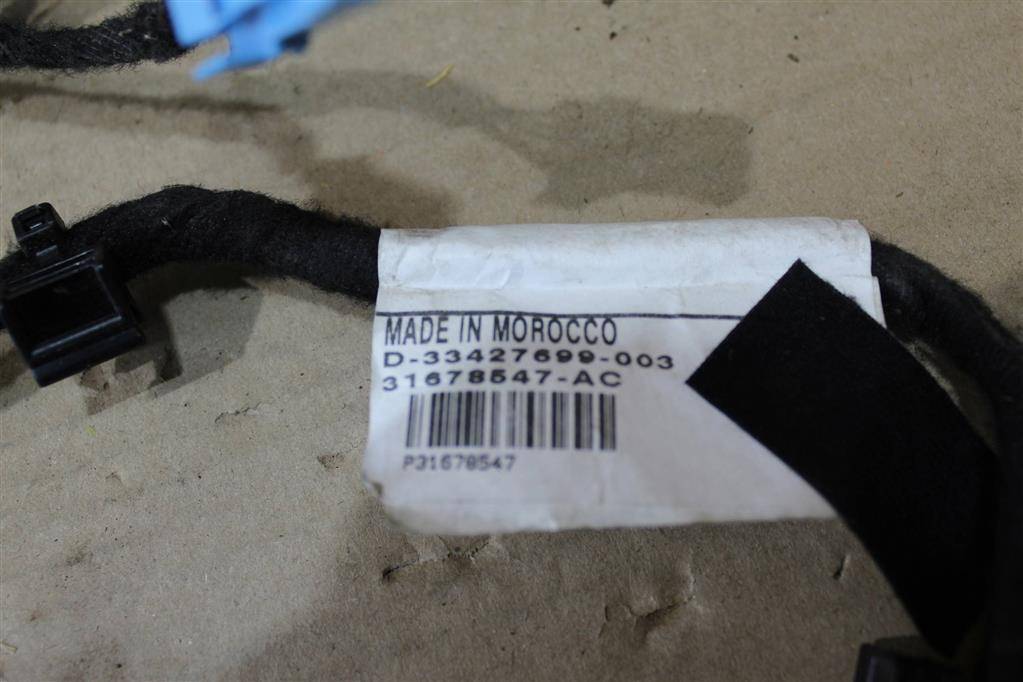 MADE IN MOROCCO
D-33427699-003
31678547-AC
P31678547